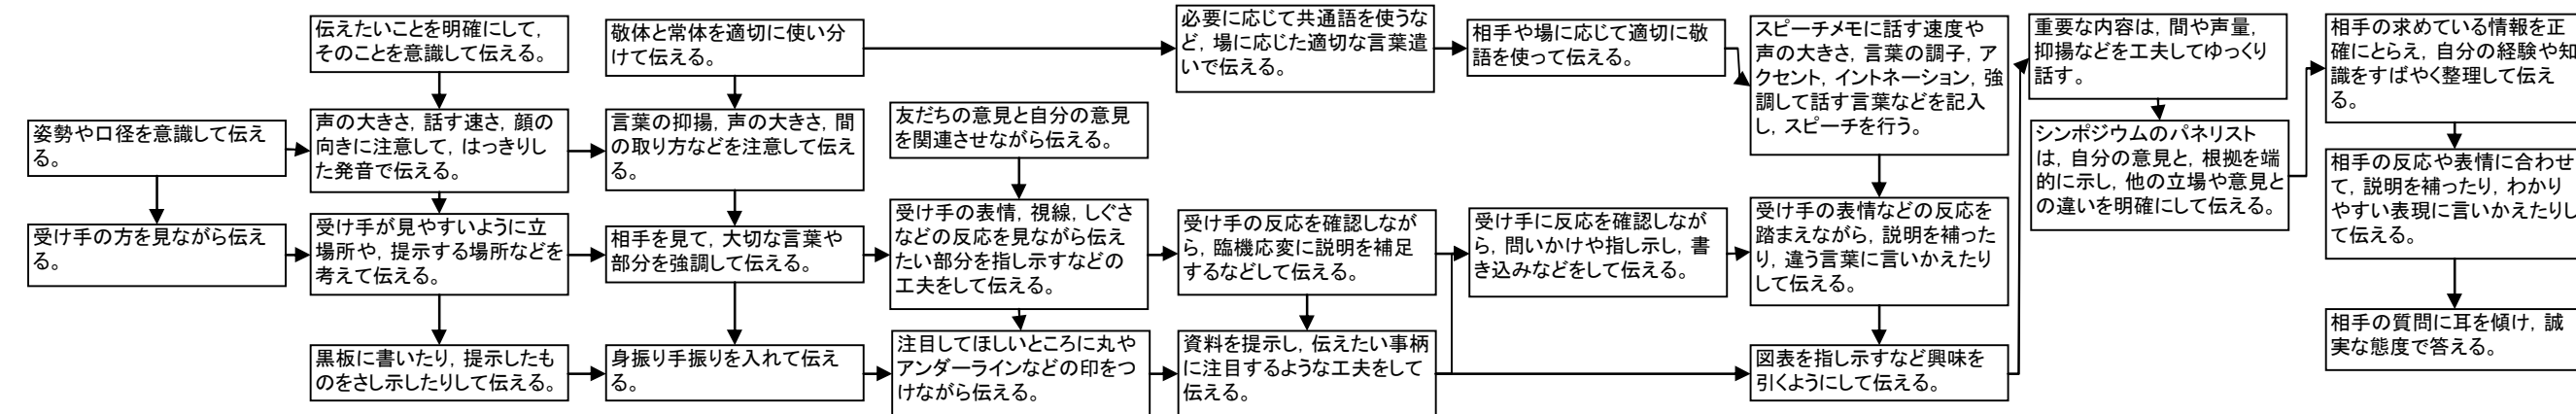 姿勢や口径を意識して伝え
る。
受け手の方を見ながら伝え
る。
伝えたいことを明確にして，
そのことを意識して伝える。
声の大きさ，話す速さ，顔の
向きに注意して，はっきりし
た発音で伝える。
受け手が見やすいように立
場所や，提示する場所などを
考えて伝える。
黒板に書いたり，提示したも
のをさし示したりして伝える。
敬体と常体を適切に使い分
けて伝える。
言葉の抑揚，声の大きさ，間
の取り方などを注意して伝え
る。
相手を見て，大切な言葉や
部分を強調して伝える。
身振り手振りを入れて伝え
る。
友だちの意見と自分の意見
を関連させながら伝える。
受け手の表情，視線，しぐさ
などの反応を見ながら伝え
たい部分を指し示すなどの
工夫をして伝える。
注目してほしいところに丸や
アンダーラインなどの印をつ
けながら伝える。
必要に応じて共通語を使うな
ど，場に応じた適切な言葉遣
いで伝える。
受け手の反応を確認しなが
ら，臨機応変に説明を補足
するなどして伝える。
資料を提示し，伝えたい事柄
に注目するような工夫をして
伝える。
相手や場に応じて適切に敬
語を使って伝える。
受け手に反応を確認しなが
ら，問いかけや指し示し，書
き込みなどをして伝える。
スピーチメモに話す速度や
声の大きさ，言葉の調子，ア
クセント，イントネーション，強
調して話す言葉などを記入
し，スピーチを行う。
受け手の表情などの反応を
踏まえながら，説明を補った
り，違う言葉に言いかえたり
して伝える。
図表を指し示すなど興味を
引くようにして伝える。
重要な内容は，間や声量，
抑揚などを工夫してゆっくり
話す。
シンポジウムのパネリスト
は，自分の意見と，根拠を端
的に示し，他の立場や意見と
の違いを明確にして伝える。
相手の求めている情報を正
確にとらえ，自分の経験や知
識をすばやく整理して伝え
る。
相手の反応や表情に合わせ
て，説明を補ったり，わかり
やすい表現に言いかえたりし
て伝える。
相手の質問に耳を傾け，誠
実な態度で答える。